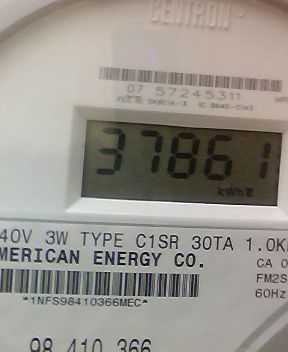 CENTRON®
07 57245311
37861
kWh
40V 3W TYPE C1SR 30TA 1.0K
MERICAN ENERGY CO.
CA 0
FM2S
60Hz
*1NFS98410366MEC*
98 410 366